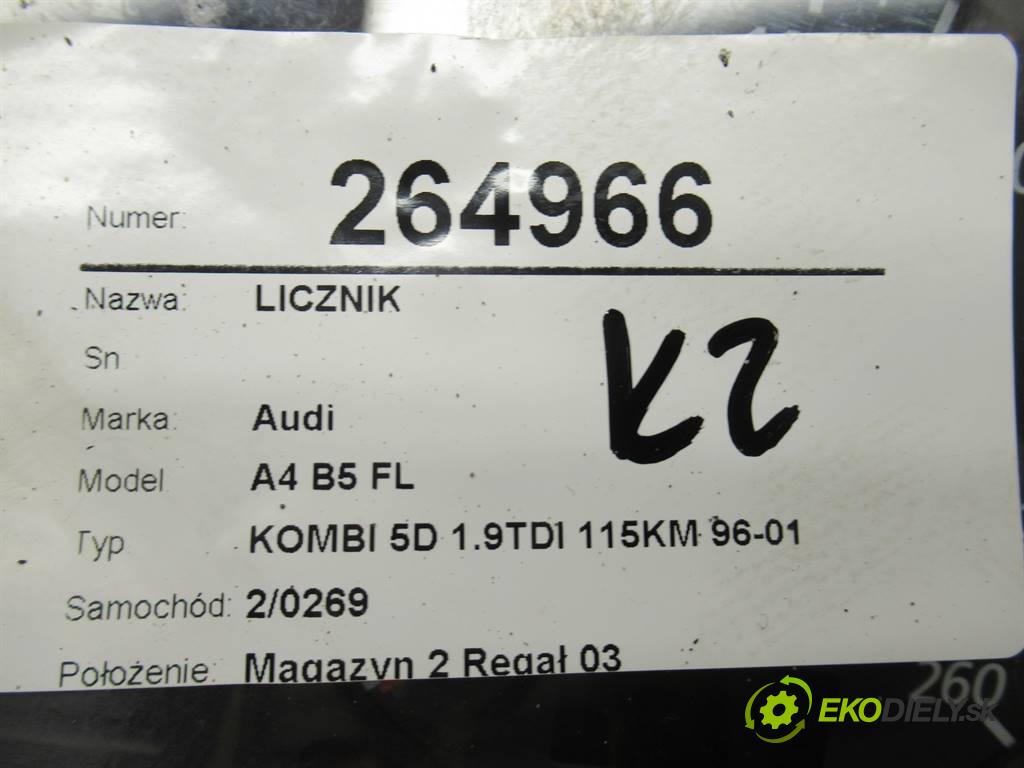 Numer: 264966
Nazwa: LICZNIK
Sn
Marka: Audi
Model A4 B5 FL
Typ KOMBI 5D 1.9TDI 115KM 96-01
Samochód: 2/0269
Położenie: Magazyn 2 Regał 03
260
EKODIELY.sk